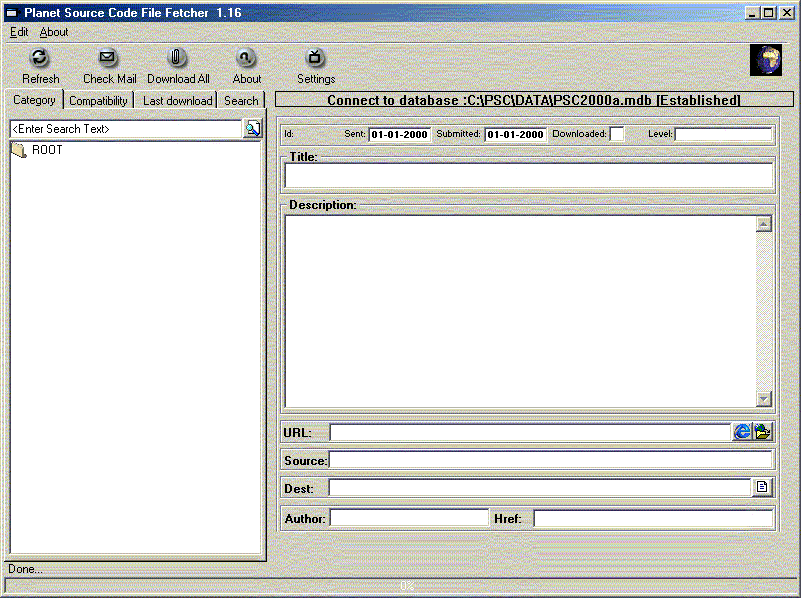 Planet Source Code File Fetcher 1.16
Edit About
Refresh Check Mail Download All About Settings
Category Compatibility Last download Search
Connect to database :C:\PSC\DATA\PSC2000a.mdb [Established]
<Enter Search Text>
ROOT
Id: Sent: 01-01-2000 Submitted: 01-01-2000 Downloaded: Level:
Title:
Description:
URL:
Source:
Dest:
Author: Href:
Done...
0%